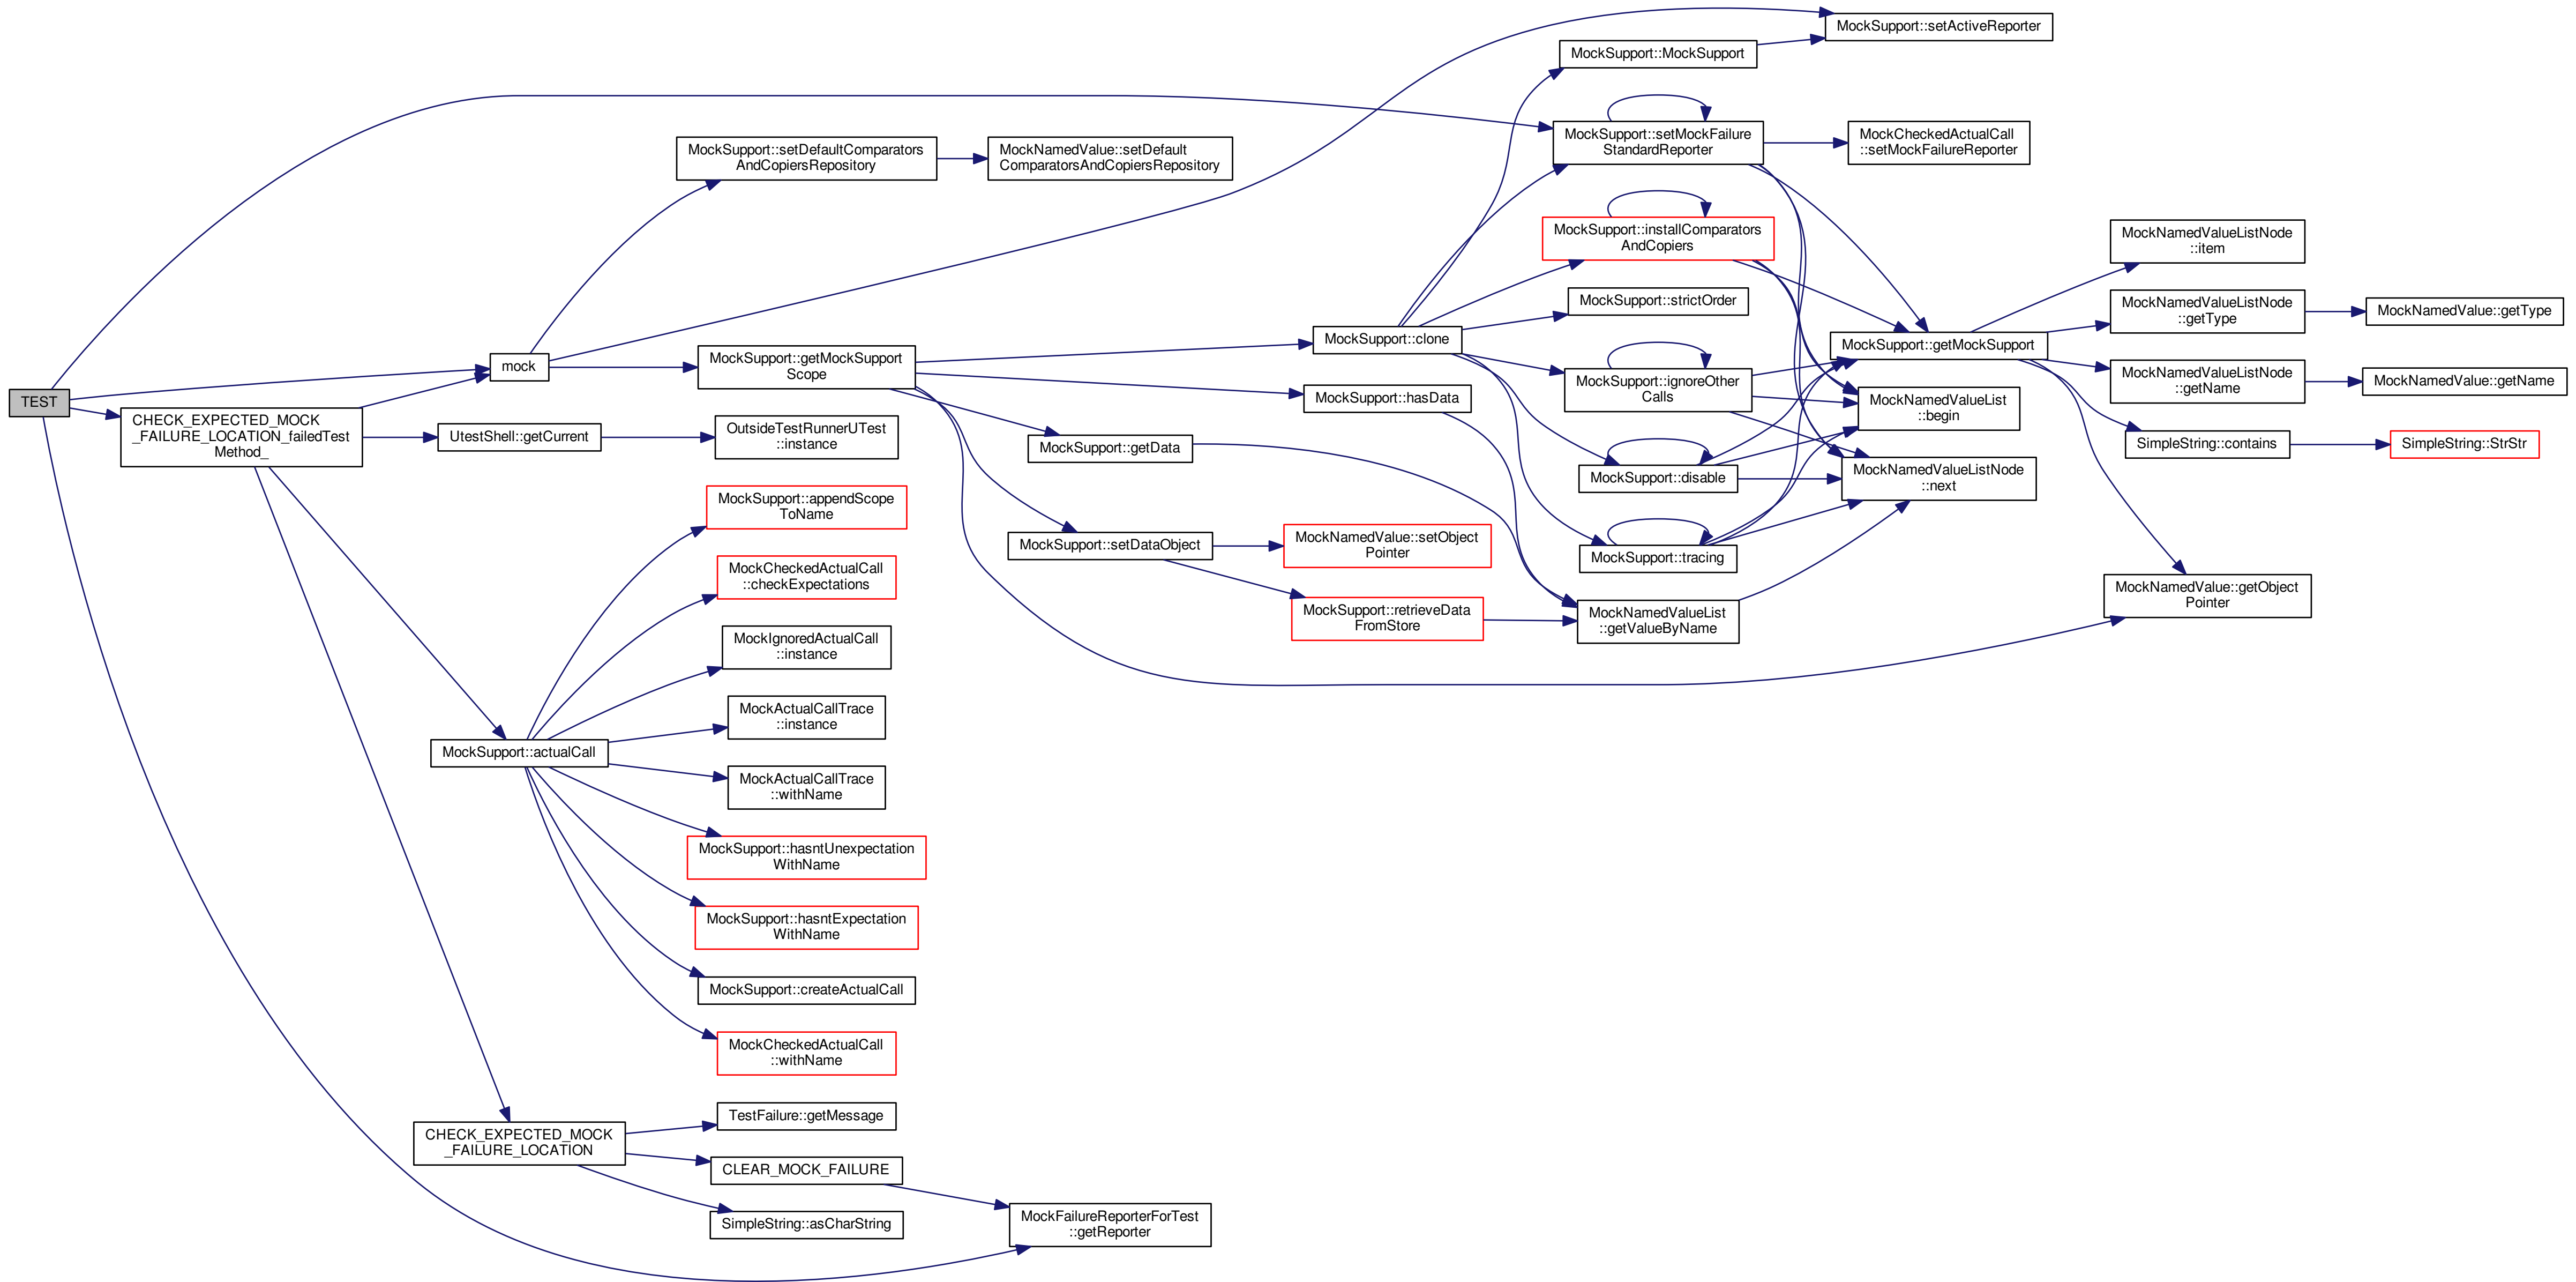 TEST
CHECK_EXPECTED_MOCK
_FAILURE_LOCATION_failedTest
Method_
mock
UtestShell::getCurrent
MockSupport::actualCall
CHECK_EXPECTED_MOCK
_FAILURE_LOCATION
MockSupport::setDefaultComparators
AndCopiersRepository
MockSupport::getMockSupport
Scope
OutsideTestRunnerUTest
::instance
MockSupport::appendScope
ToName
MockCheckedActualCall
::checkExpectations
MockIgnoredActualCall
::instance
MockActualCallTrace
::instance
MockActualCallTrace
::withName
MockSupport::hasntUnexpectation
WithName
MockSupport::hasntExpectation
WithName
MockSupport::createActualCall
MockCheckedActualCall
::withName
TestFailure::getMessage
CLEAR_MOCK_FAILURE
SimpleString::asCharString
MockNamedValue::setDefault
ComparatorsAndCopiersRepository
MockSupport::getData
MockSupport::setDataObject
MockFailureReporterForTest
::getReporter
MockSupport::clone
MockSupport::hasData
MockNamedValue::setObject
Pointer
MockSupport::retrieveData
FromStore
MockSupport::MockSupport
MockSupport::setMockFailure
StandardReporter
MockSupport::installComparators
AndCopiers
MockSupport::strictOrder
MockSupport::ignoreOther
Calls
MockSupport::disable
MockSupport::tracing
MockNamedValueList
::getValueByName
MockSupport::setActiveReporter
MockCheckedActualCall
::setMockFailureReporter
MockSupport::getMockSupport
MockNamedValueList
::begin
MockNamedValueListNode
::next
MockNamedValueListNode
::item
MockNamedValueListNode
::getType
MockNamedValueListNode
::getName
SimpleString::contains
MockNamedValue::getObject
Pointer
MockNamedValue::getType
MockNamedValue::getName
SimpleString::StrStr